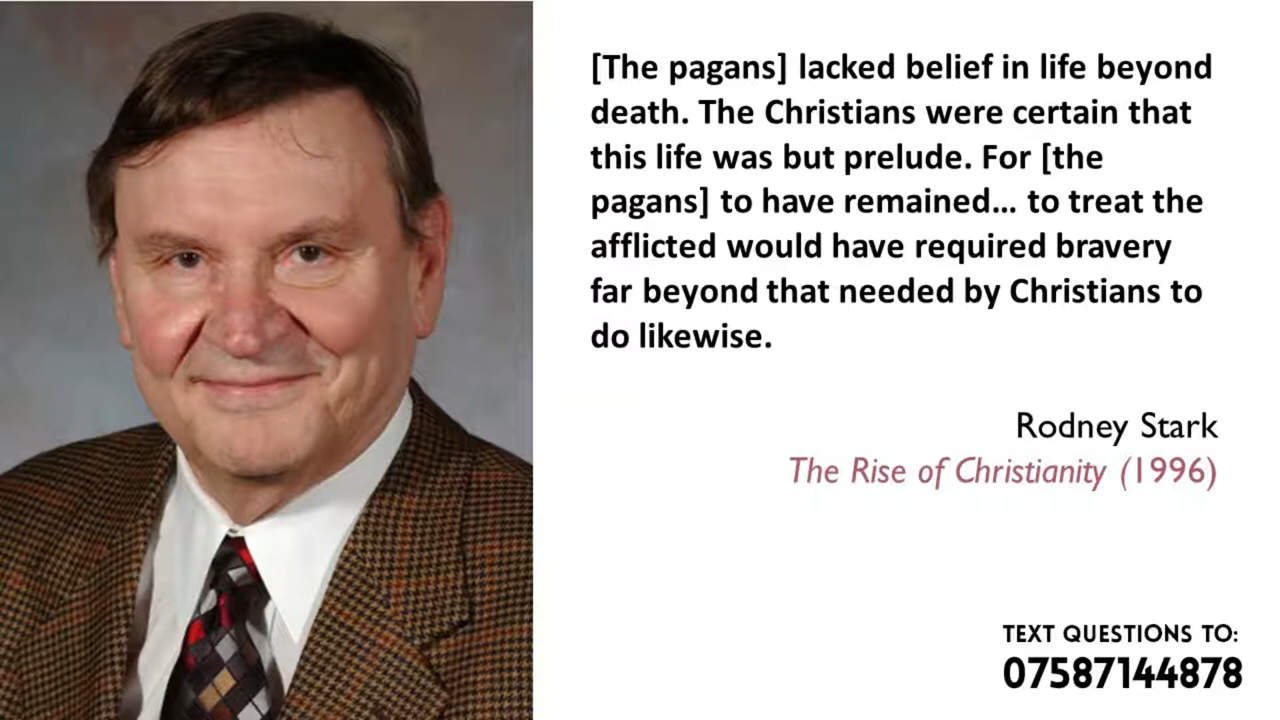 [The pagans] lacked belief in life beyond
death. The Christians were certain that
this life was but prelude. For [the
pagans] to have remained... to treat the
afflicted would have required bravery
far beyond that needed by Christians to
do likewise.
Rodney Stark
The Rise of Christianity (1996)
TEXT QUESTIONS TO:
07587144878